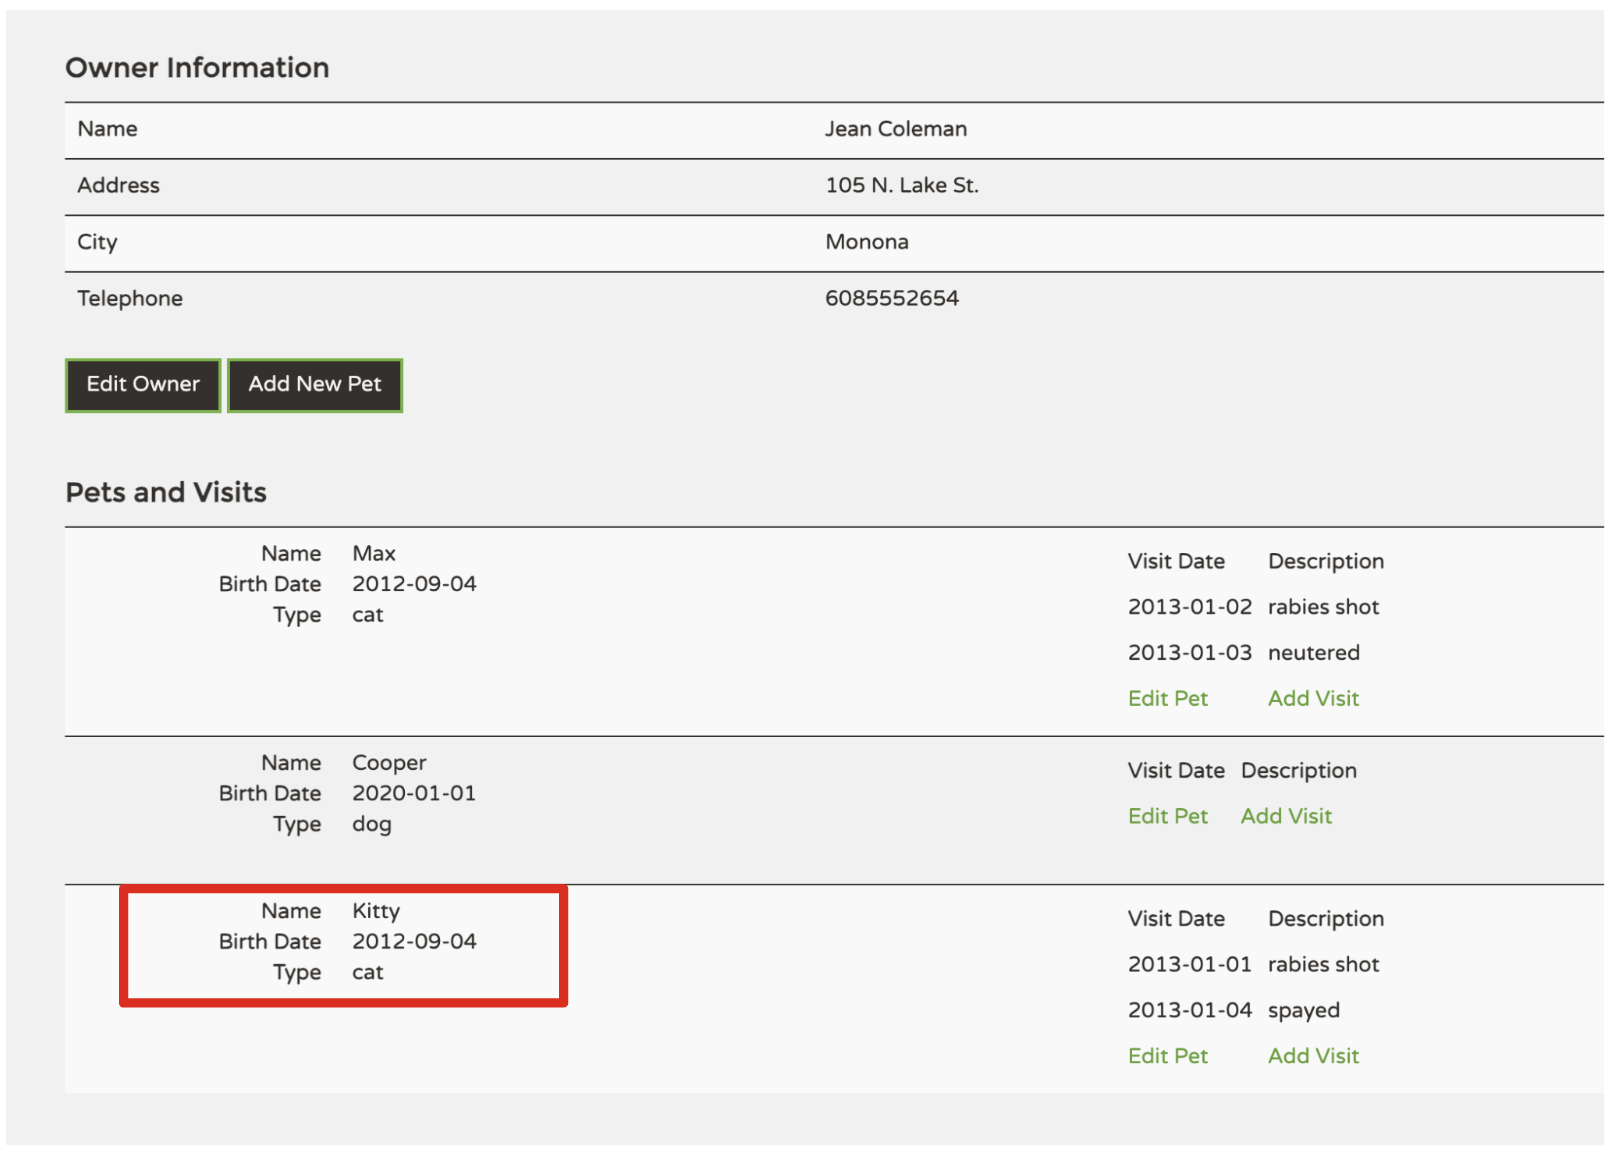 Owner Information
Name Jean Coleman
Address 105 N. Lake St.
City Monona
Telephone 6085552654
Edit Owner Add New Pet
Pets and Visits
Name Max
Birth Date 2012-09-04
Type cat
Visit Date Description
2013-01-02 rabies shot
2013-01-03 neutered
Edit Pet Add Visit
Name Cooper
Birth Date 2020-01-01
Type dog
Visit Date Description
Edit Pet Add Visit
Name Kitty
Birth Date 2012-09-04
Type cat
Visit Date Description
2013-01-01 rabies shot
2013-01-04 spayed
Edit Pet Add Visit